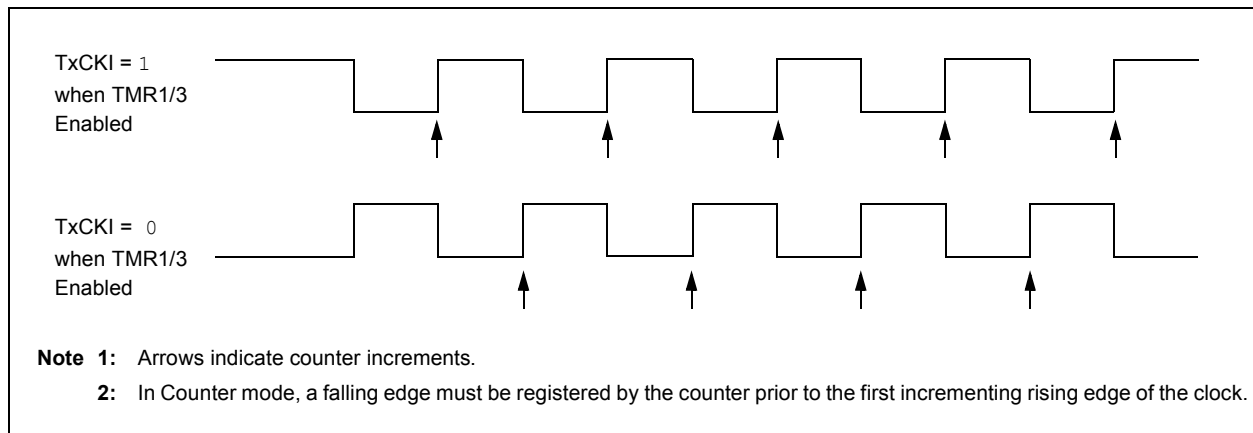 TxCKI = 1
when TMR1/3
Enabled
TxCKI = 0
when TMR1/3
Enabled
Note 1: Arrows indicate counter increments.
2: In Counter mode, a falling edge must be registered by the counter prior to the first incrementing rising edge of the clock.